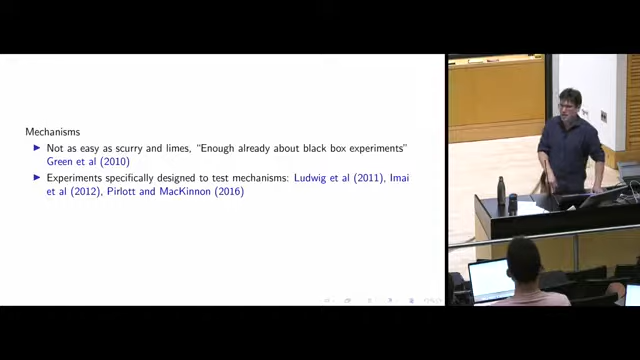 Mechanisms
Not as easy as scurry and limes, "Enough already about black box experiments"
Green et al (2010)
Experiments specifically designed to test mechanisms: Ludwig et al (2011), Imai
et al (2012), Pirlott and MacKinnon (2016)